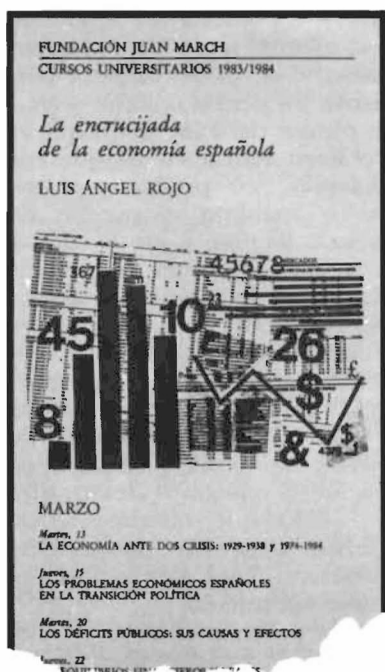 FUNDACIÓN JUAN MARCH
CURSOS UNIVERSITARIOS 1983/1984
La encrucijada
de la economía española
LUIS ÁNGEL ROJO
45678
367
23
45
10
26
8
$
£
&
$
MARZO
Martes, 13
LA ECONOMÍA ANTE DOS CRISIS: 1929-1938 y 1974-1984
Jueves, 15
LOS PROBLEMAS ECONÓMICOS ESPAÑOLES
EN LA TRANSICIÓN POLÍTICA
Martes, 20
LOS DÉFICITS PÚBLICOS: SUS CAUSAS Y EFECTOS
Jueves, 22